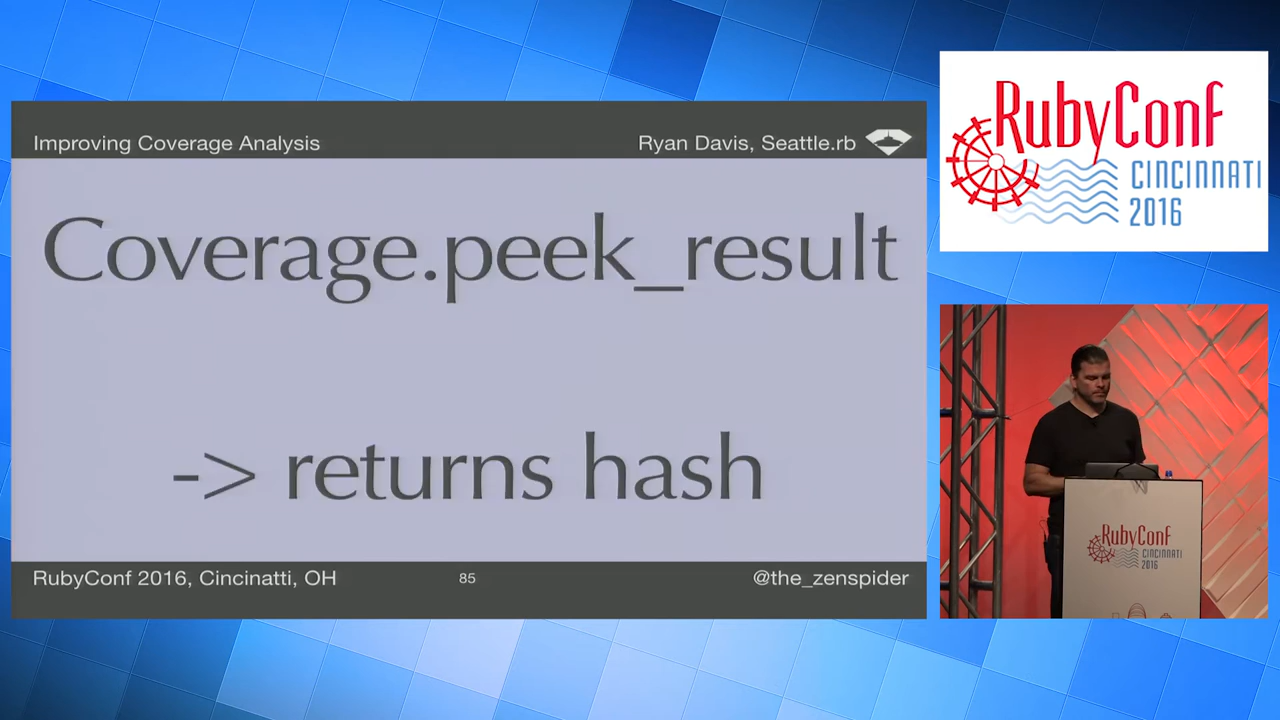 Improving Coverage Analysis
Ryan Davis, Seattle.rb
Coverage.peek_result
-> returns hash
RubyConf 2016, Cincinatti, OH
85
@the_zenspider
RubyConf
CINCINNATI
2016
RubyConf
CINCINNATI
2016